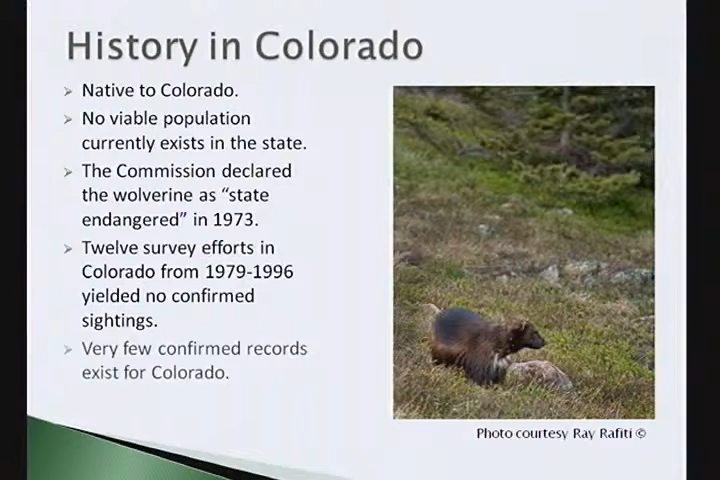 History in Colorado
➢ Native to Colorado.
➢ No viable population
currently exists in the state.
➢ The Commission declared
the wolverine as “state
endangered” in 1973.
➢ Twelve survey efforts in
Colorado from 1979-1996
yielded no confirmed
sightings.
➢ Very few confirmed records
exist for Colorado.
Photo courtesy Ray Rafiti ©